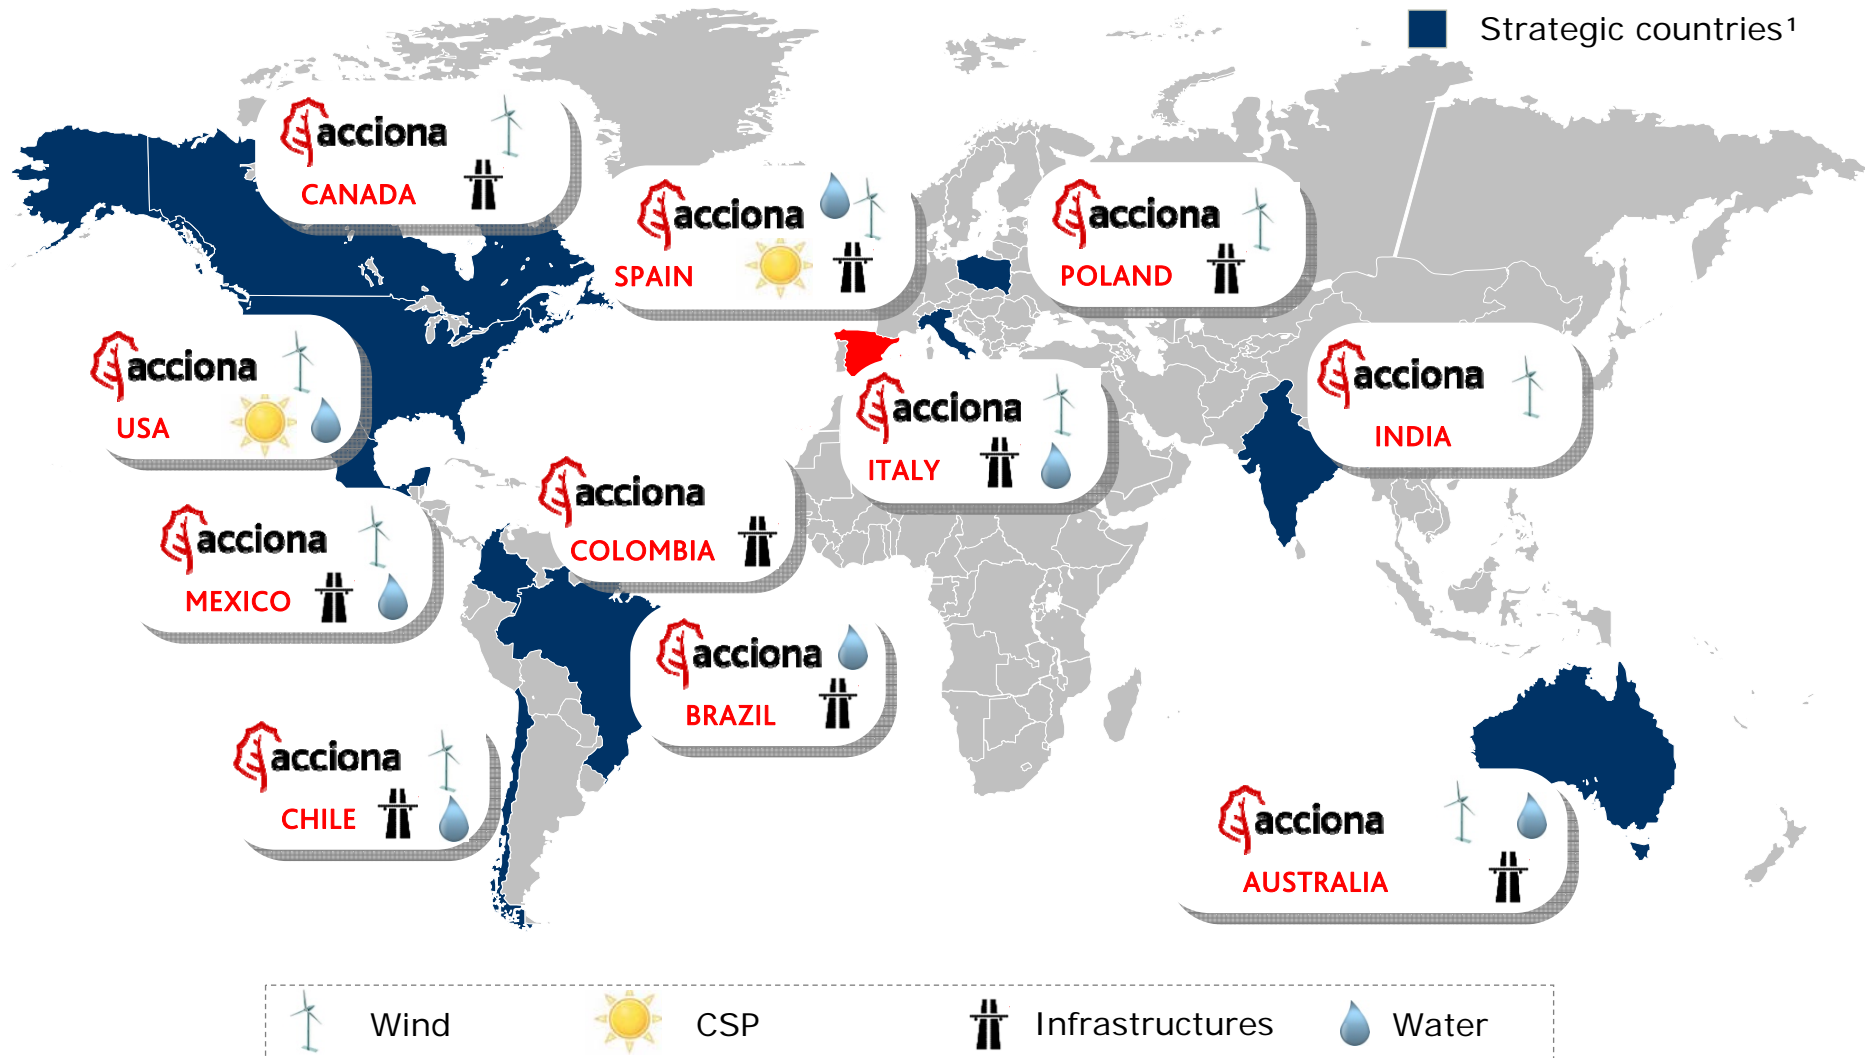 Strategic countries¹
acciona
CANADA
acciona
SPAIN
acciona
POLAND
acciona
USA
acciona
ITALY
acciona
INDIA
acciona
COLOMBIA
acciona
MEXICO
acciona
BRAZIL
acciona
CHILE
acciona
AUSTRALIA
Wind
CSP
Infrastructures
Water